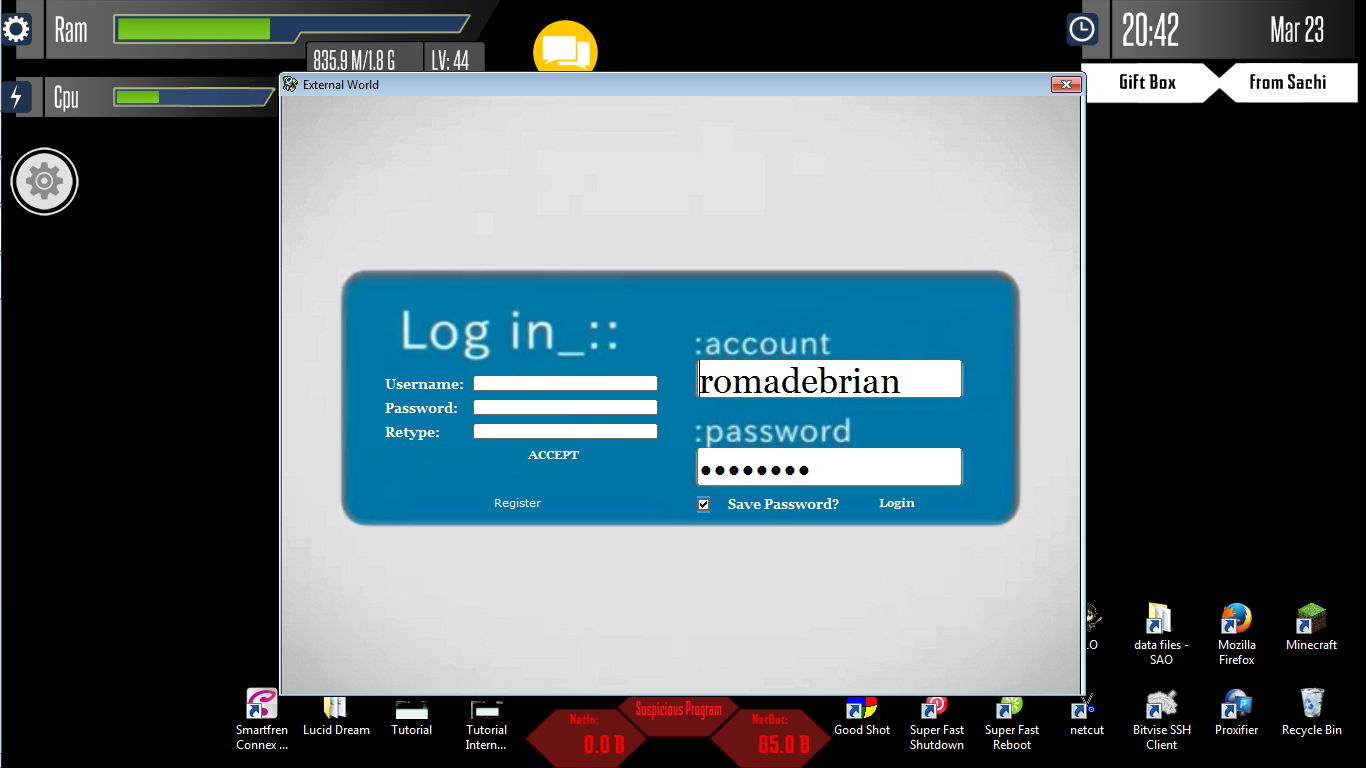 Ram
835.9 M/1.8 G
LV: 44
20:42
Mar 23
Cpu
Gift Box
From Sachi
External World
Log in_::
:account
romadebrian
Username:
Password:
Retype:
ACCEPT
Register
:password
••••••••
Save Password?
Login
LO
data files -
SAO
Mozilla
Firefox
Minecraft
Smartfren
Connex ...
Lucid Dream
Tutorial
Tutorial
Intern...
NetIn:
0.0 B
Suspicious Program
NetOut:
85.0 B
Good Shot
Super Fast
Shutdown
Super Fast
Reboot
netcut
Bitvise SSH
Client
Proxifier
Recycle Bin